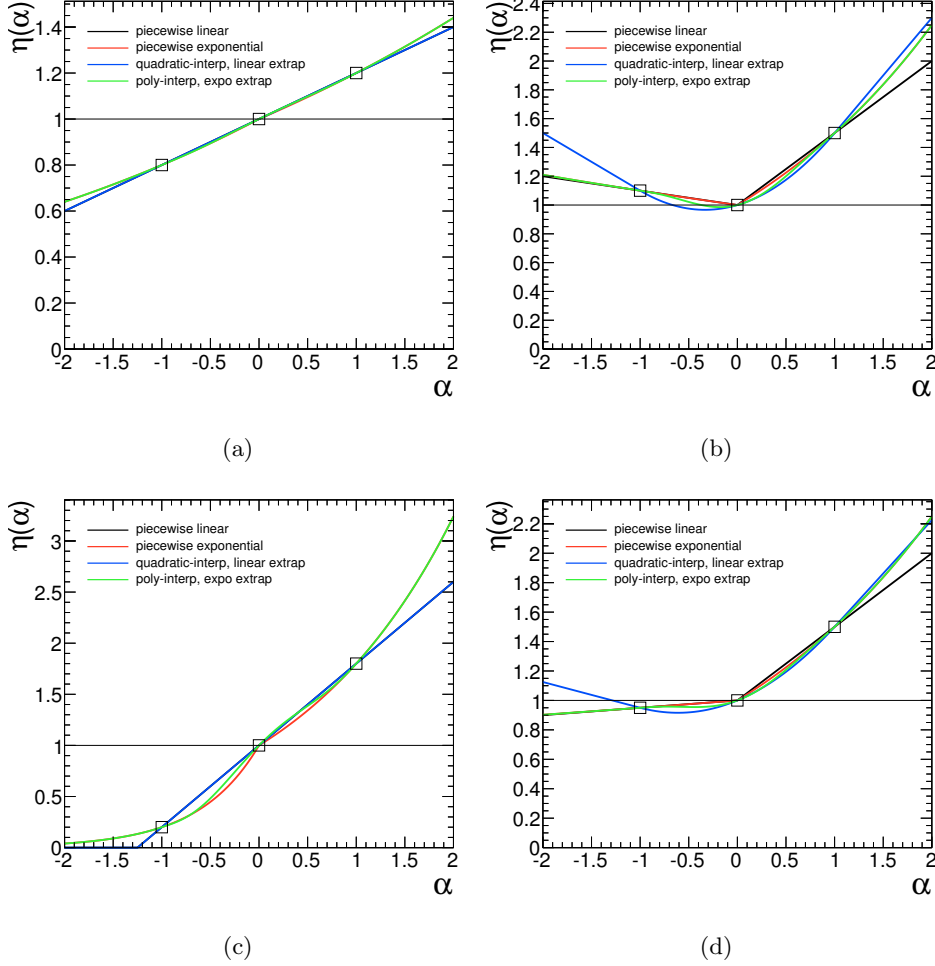 η(α)
1.4
1.2
1
0.8
0.6
0.4
0.2
0
piecewise linear
piecewise exponential
quadratic-interp, linear extrap
poly-interp, expo extrap
-2 -1.5 -1 -0.5 0 0.5 1 1.5 2
α
(a)
η(α)
2.4
2.2
2
1.8
1.6
1.4
1.2
1
0.8
0.6
0.4
0.2
0
piecewise linear
piecewise exponential
quadratic-interp, linear extrap
poly-interp, expo extrap
-2 -1.5 -1 -0.5 0 0.5 1 1.5 2
α
(b)
η(α)
3
2.5
2
1.5
1
0.5
0
piecewise linear
piecewise exponential
quadratic-interp, linear extrap
poly-interp, expo extrap
-2 -1.5 -1 -0.5 0 0.5 1 1.5 2
α
(c)
η(α)
2.2
2
1.8
1.6
1.4
1.2
1
0.8
0.6
0.4
0.2
0
piecewise linear
piecewise exponential
quadratic-interp, linear extrap
poly-interp, expo extrap
-2 -1.5 -1 -0.5 0 0.5 1 1.5 2
α
(d)